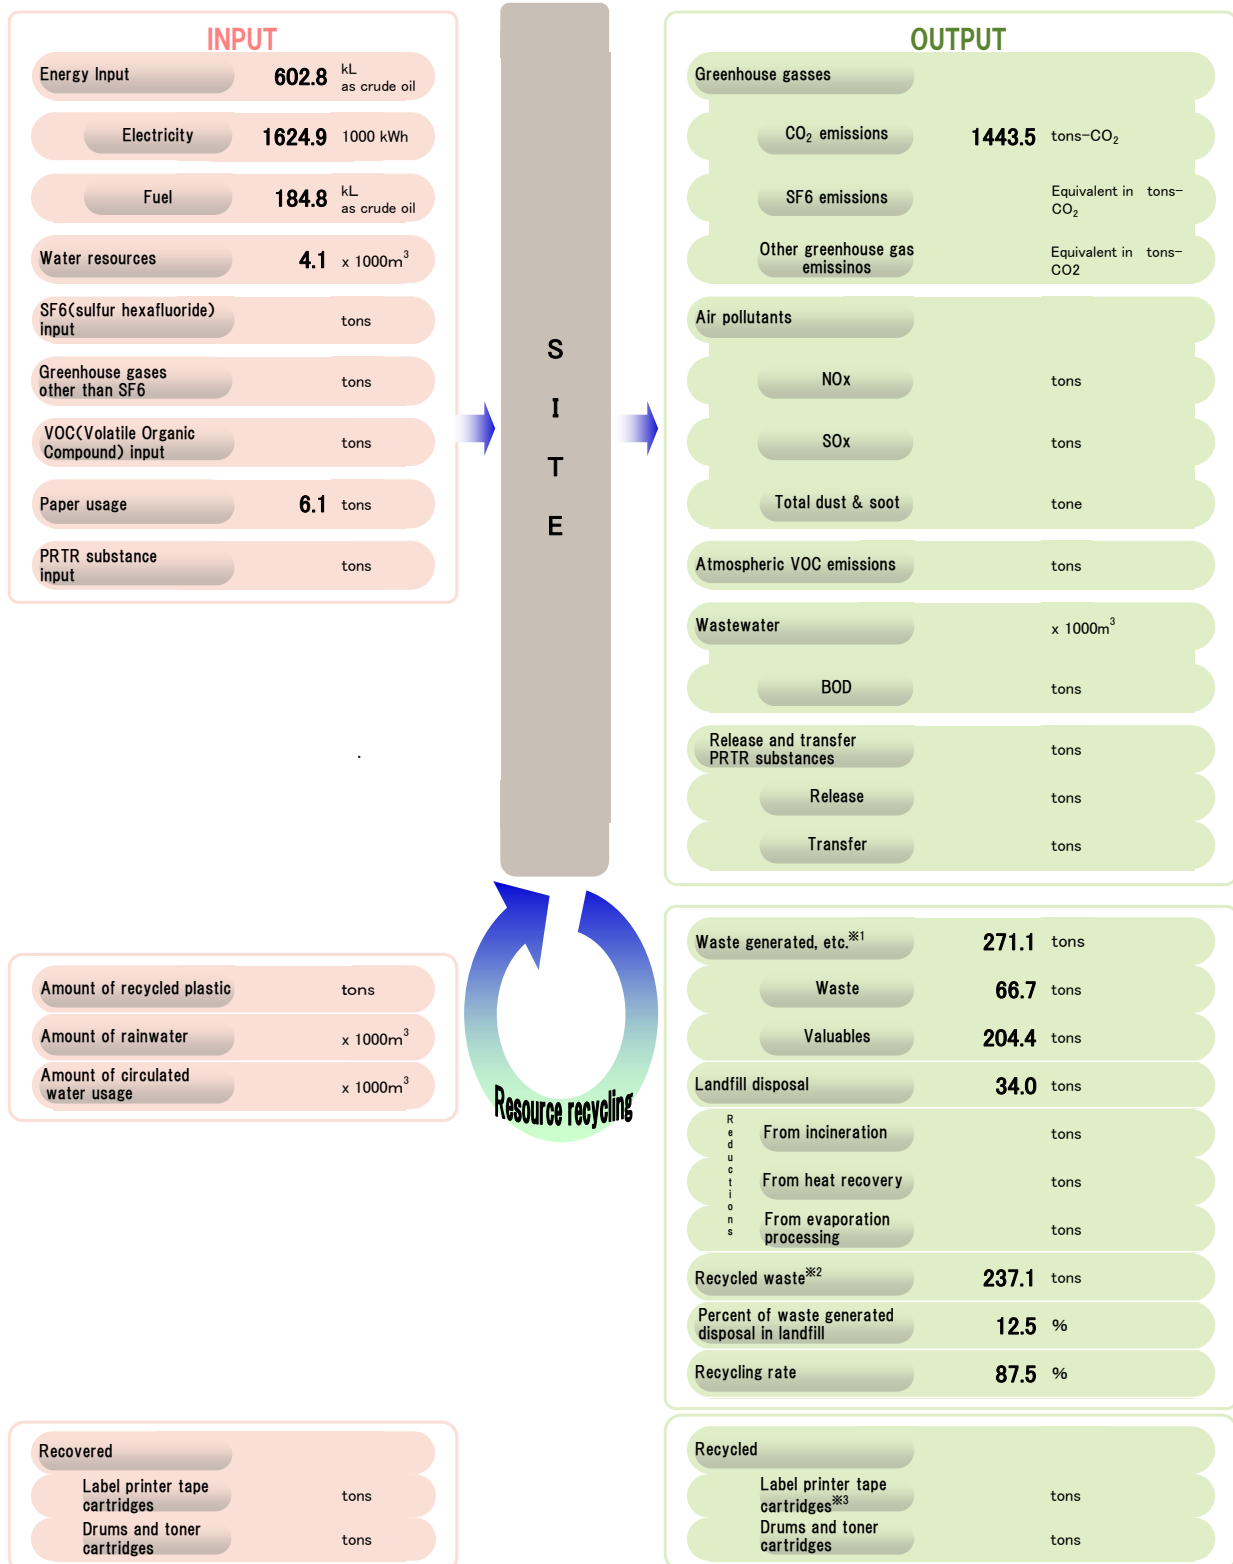 INPUT
Energy Input 602.8 kL
as crude oil
Electricity 1624.9 1000 kWh
Fuel 184.8 kL
as crude oil
Water resources 4.1 x 1000m³
SF6(sulfur hexafluoride)
input tons
Greenhouse gases
other than SF6 tons
VOC(Volatile Organic
Compound) input tons
Paper usage 6.1 tons
PRTR substance
input tons
S
I
T
E
OUTPUT
Greenhouse gasses
CO₂ emissions 1443.5 tons-CO₂
SF6 emissions Equivalent in tons-
CO₂
Other greenhouse gas
emissinos Equivalent in tons-
CO2
Air pollutants
NOx tons
SOx tons
Total dust & soot tone
Atmospheric VOC emissions tons
Wastewater x 1000m³
BOD tons
Release and transfer
PRTR substances tons
Release tons
Transfer tons
Amount of recycled plastic tons
Amount of rainwater x 1000m³
Amount of circulated
water usage x 1000m³
Resource recycling
Waste generated, etc.※1 271.1 tons
Waste 66.7 tons
Valuables 204.4 tons
Landfill disposal 34.0 tons
Reductions
From incineration tons
From heat recovery tons
From evaporation
processing tons
Recycled waste※2 237.1 tons
Percent of waste generated
disposal in landfill 12.5 %
Recycling rate 87.5 %
Recovered
Label printer tape
cartridges tons
Drums and toner
cartridges tons
Recycled
Label printer tape
cartridges※3 tons
Drums and toner
cartridges tons